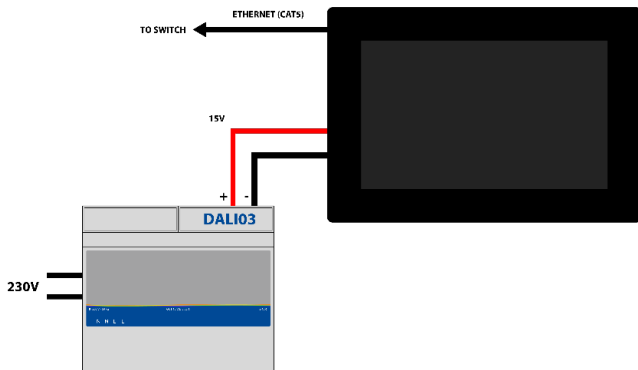 ETHERNET (CAT5)
TO SWITCH
15V
+ -
DALI03
230V